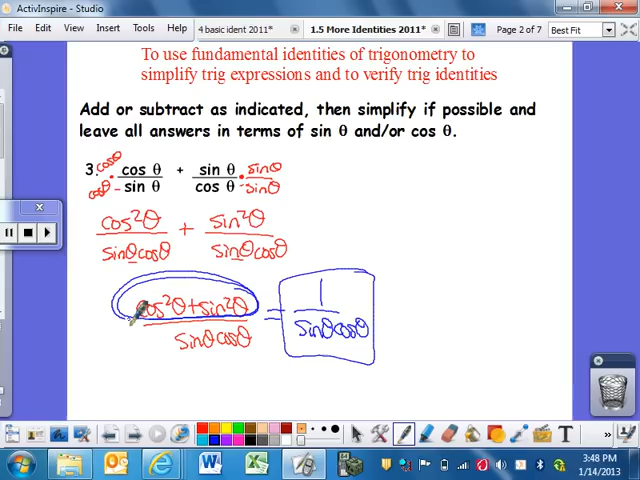 ActivInspire - Studio
File Edit View Insert Tools Help
4 basic ident 2011*
1.5 More Identities 2011*
Page 2 of 7
Best Fit
To use fundamental identities of trigonometry to
simplify trig expressions and to verify trig identities
Add or subtract as indicated, then simplify if possible and
leave all answers in terms of sin θ and/or cos θ.
3. cosθ/cosθ • cos θ/sin θ + sin θ/cos θ • sinθ/sinθ
cos²θ/sinθcosθ + sin²θ/sinθcosθ
cos²θ+sin²θ/sinθcosθ = 1/sinθcosθ
3:48 PM
1/14/2013